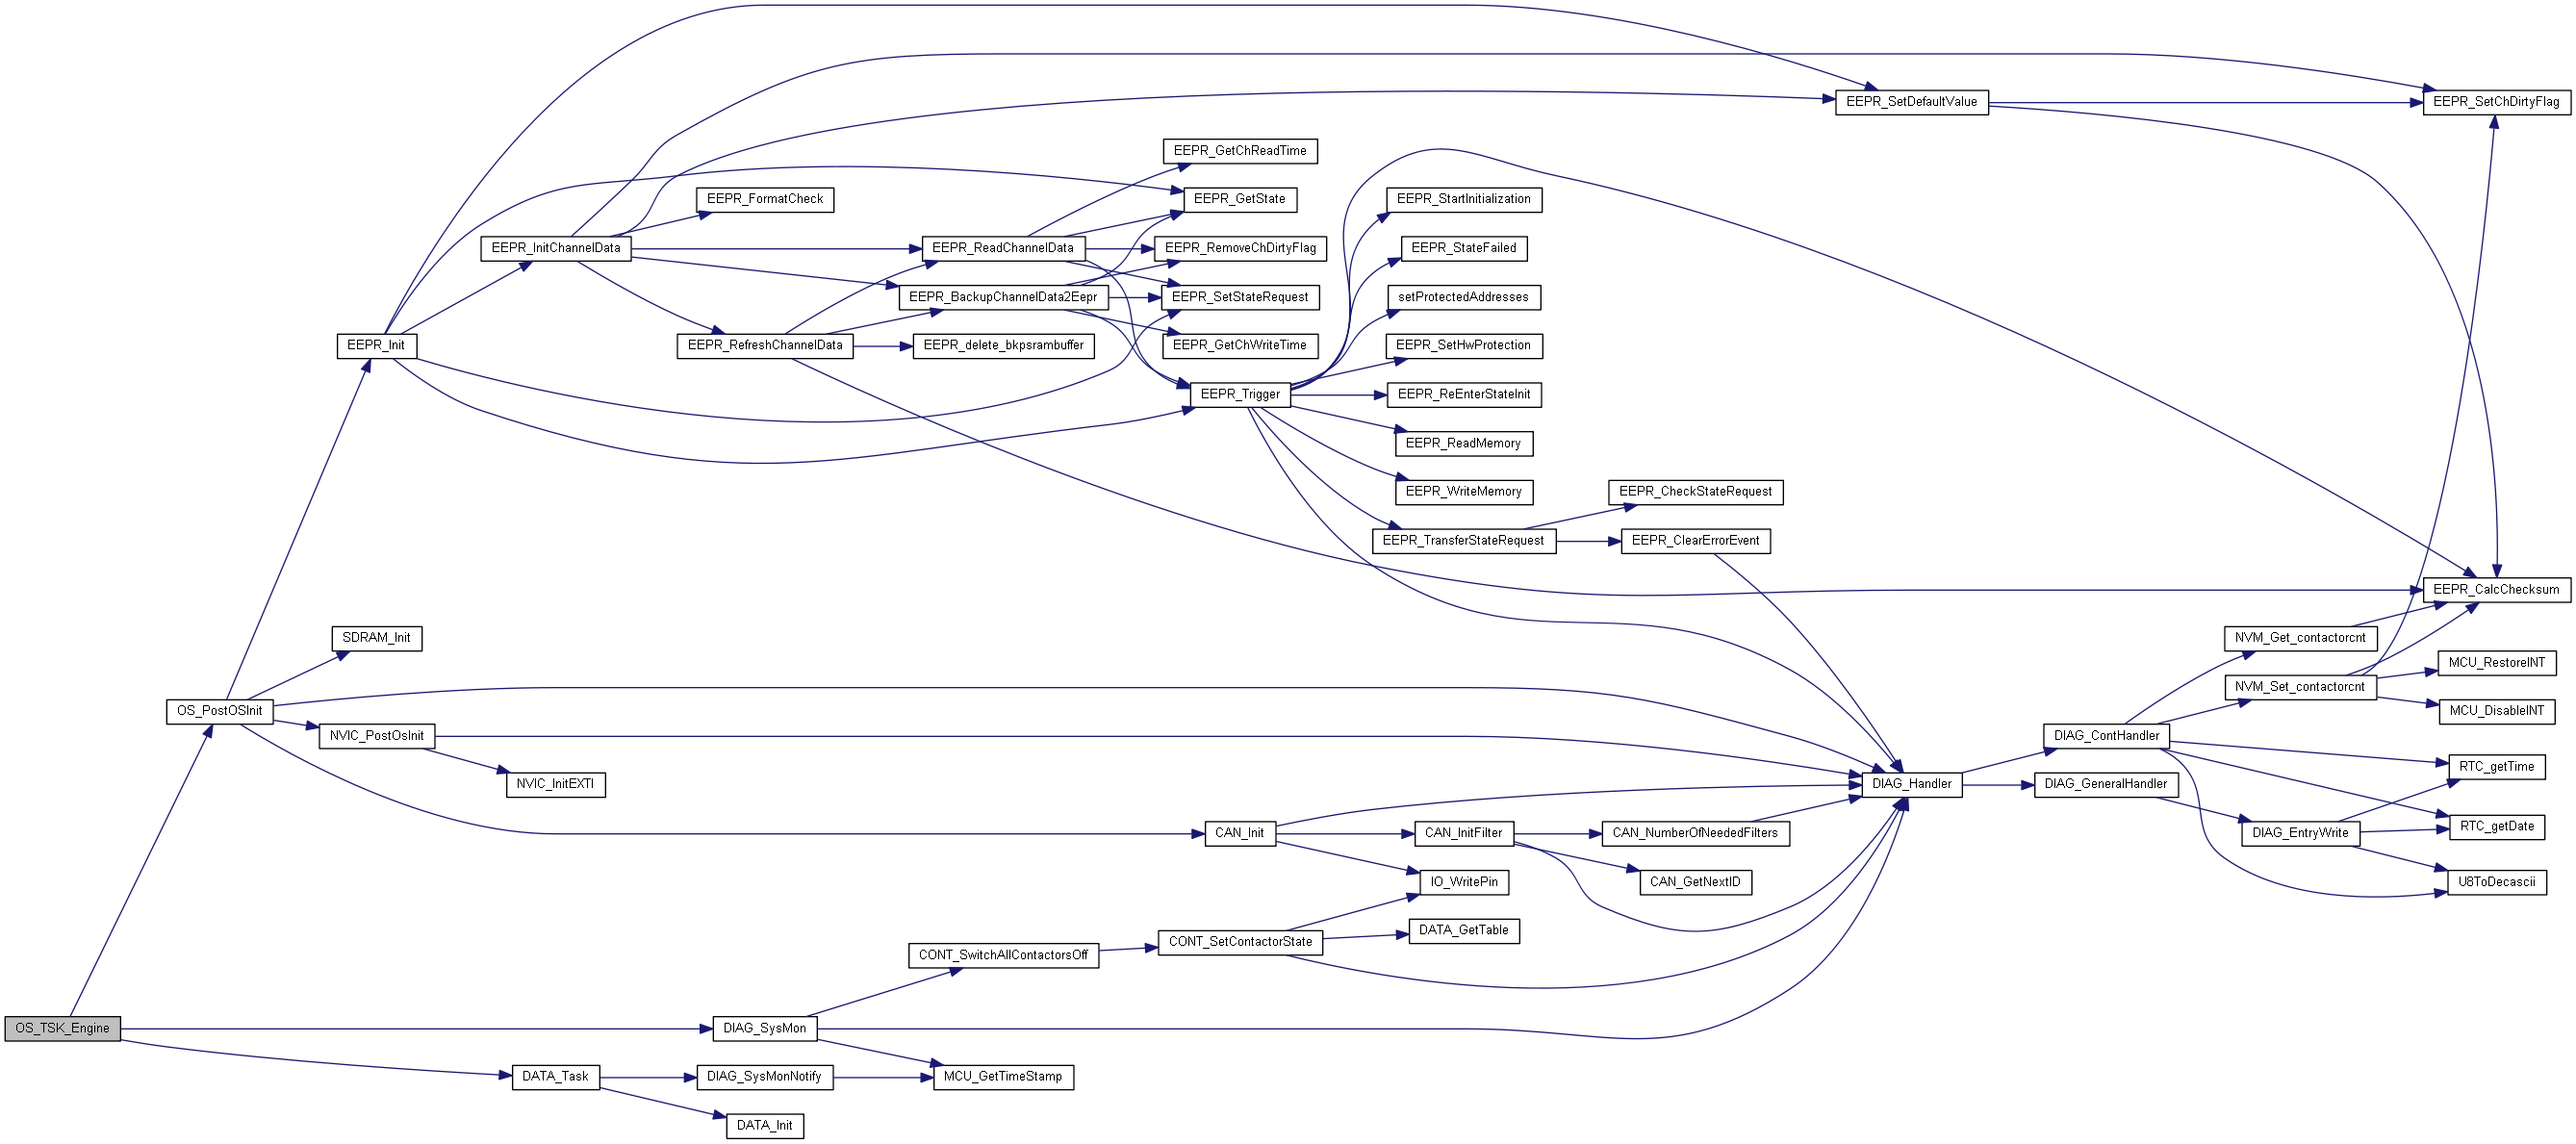 EEPR_SetDefaultValue
EEPR_SetChDirtyFlag
EEPR_GetChReadTime
EEPR_FormatCheck
EEPR_GetState
EEPR_StartInitialization
EEPR_InitChannelData
EEPR_ReadChannelData
EEPR_RemoveChDirtyFlag
EEPR_StateFailed
EEPR_BackupChannelData2Eepr
EEPR_SetStateRequest
setProtectedAddresses
EEPR_Init
EEPR_RefreshChannelData
EEPR_delete_bkpsrambuffer
EEPR_GetChWriteTime
EEPR_SetHwProtection
EEPR_Trigger
EEPR_ReEnterStateInit
EEPR_ReadMemory
EEPR_WriteMemory
EEPR_CheckStateRequest
EEPR_TransferStateRequest
EEPR_ClearErrorEvent
EEPR_CalcChecksum
SDRAM_Init
NVM_Get_contactorcnt
MCU_RestoreINT
NVM_Set_contactorcnt
OS_PostOSInit
MCU_DisableINT
NVIC_PostOsInit
DIAG_ContHandler
RTC_getTime
NVIC_InitEXTI
DIAG_Handler
DIAG_GeneralHandler
CAN_Init
CAN_InitFilter
CAN_NumberOfNeededFilters
DIAG_EntryWrite
RTC_getDate
IO_WritePin
CAN_GetNextID
U8ToDecascii
DATA_GetTable
CONT_SwitchAllContactorsOff
CONT_SetContactorState
OS_TSK_Engine
DIAG_SysMon
DATA_Task
DIAG_SysMonNotify
MCU_GetTimeStamp
DATA_Init